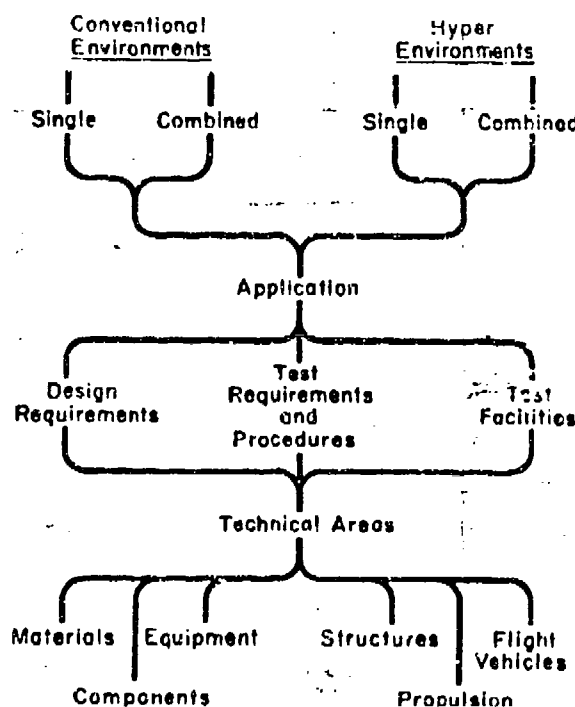 Conventional
Environments
Hyper
Environments
Single
Combined
Single
Combined
Application
Design
Requirements
Test
Requirements
and
Procedures
Test
Facilities
Technical Areas
Materials
Equipment
Structures
Flight
Vehicles
Components
Propulsion